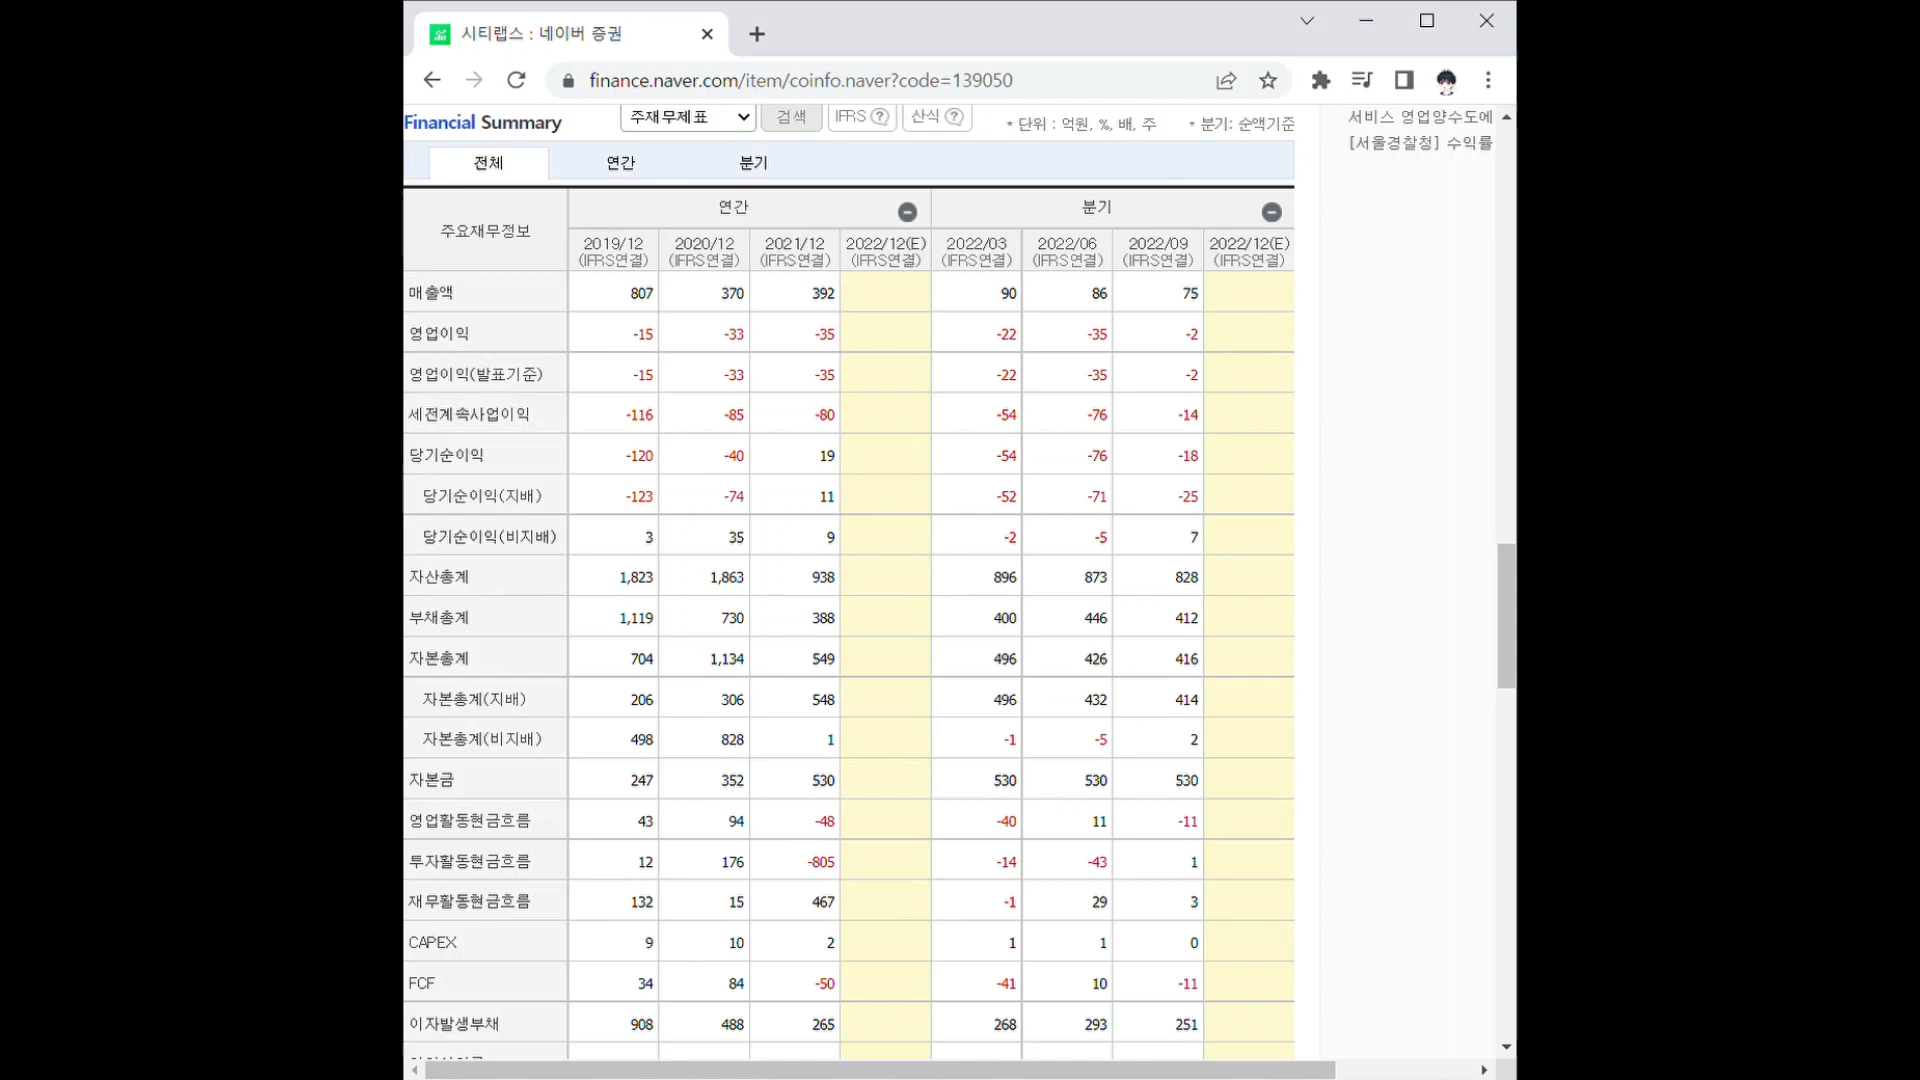 시티랩스 : 네이버 증권
finance.naver.com/item/coinfo.naver?code=139050
Financial Summary 주재무제표 검색 IFRS ? 산식 ? * 단위 : 억원, %, 배, 주 * 분기: 순액기준
서비스 영업양수도에
[서울경찰청] 수익률
전체 연간 분기
주요재무정보 연간 분기
2019/12 2020/12 2021/12 2022/12(E) 2022/03 2022/06 2022/09 2022/12(E)
(IFRS연결) (IFRS연결) (IFRS연결) (IFRS연결) (IFRS연결) (IFRS연결) (IFRS연결) (IFRS연결)
매출액 807 370 392 90 86 75
영업이익 -15 -33 -35 -22 -35 -2
영업이익(발표기준) -15 -33 -35 -22 -35 -2
세전계속사업이익 -116 -85 -80 -54 -76 -14
당기순이익 -120 -40 19 -54 -76 -18
당기순이익(지배) -123 -74 11 -52 -71 -25
당기순이익(비지배) 3 35 9 -2 -5 7
자산총계 1,823 1,863 938 896 873 828
부채총계 1,119 730 388 400 446 412
자본총계 704 1,134 549 496 426 416
자본총계(지배) 206 306 548 496 432 414
자본총계(비지배) 498 828 1 -1 -5 2
자본금 247 352 530 530 530 530
영업활동현금흐름 43 94 -48 -40 11 -11
투자활동현금흐름 12 176 -805 -14 -43 1
재무활동현금흐름 132 15 467 -1 29 3
CAPEX 9 10 2 1 1 0
FCF 34 84 -50 -41 10 -11
이자발생부채 908 488 265 268 293 251